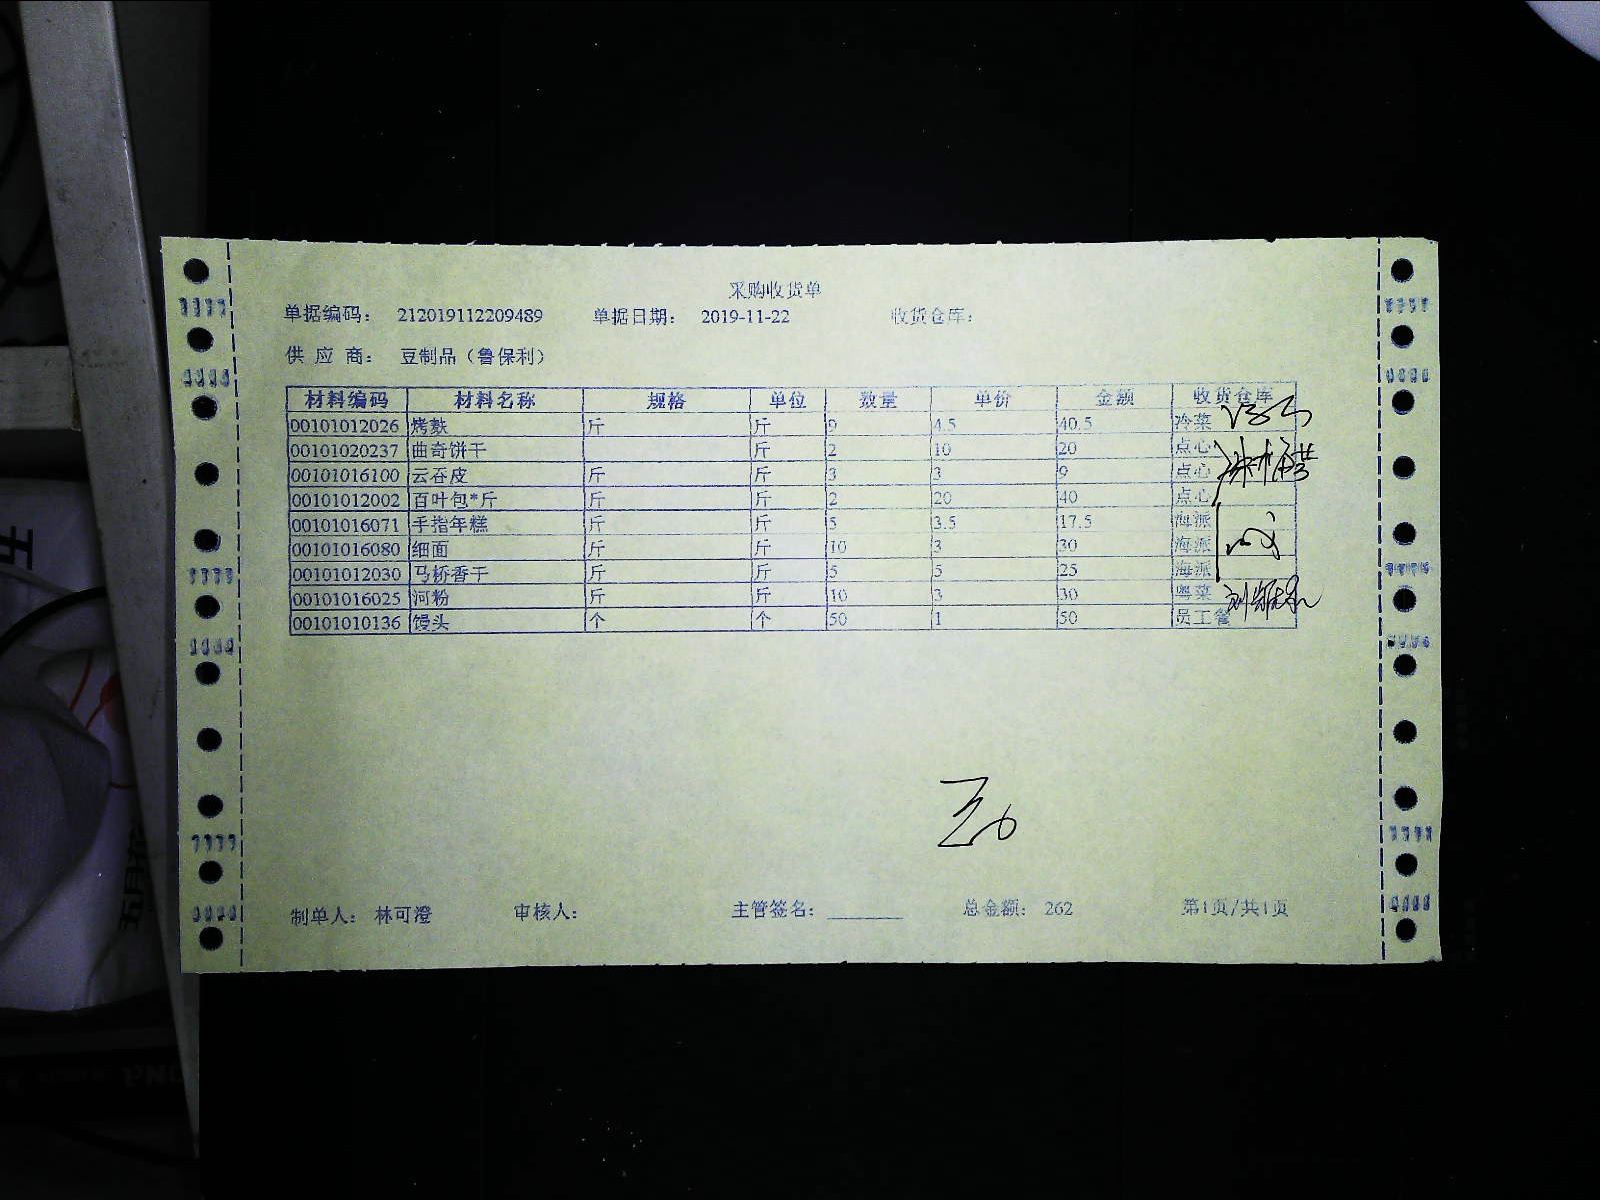 采购收货单
单据编码： 212019112209489 单据日期： 2019-11-22 收货仓库：
供 应 商： 豆制品（鲁保利）
材料编码 材料名称 规格 单位 数量 单价 金额 收货仓库
00101012026 烤麸 斤 斤 9 4.5 40.5 冷菜
00101020237 曲奇饼干 斤 2 10 20 点心
00101016100 云吞皮 斤 斤 3 3 9 点心
00101012002 百叶包*斤 斤 斤 2 20 40 点心
00101016071 手指年糕 斤 斤 5 3.5 17.5 海派
00101016080 细面 斤 斤 10 3 30 海派
00101012030 马桥香干 斤 斤 5 5 25 海派
00101016025 河粉 斤 斤 10 3 30 粤菜
00101010136 馒头 个 个 50 1 50 员工餐
制单人： 林可澄 审核人： 主管签名： 总金额： 262 第1页/共1页